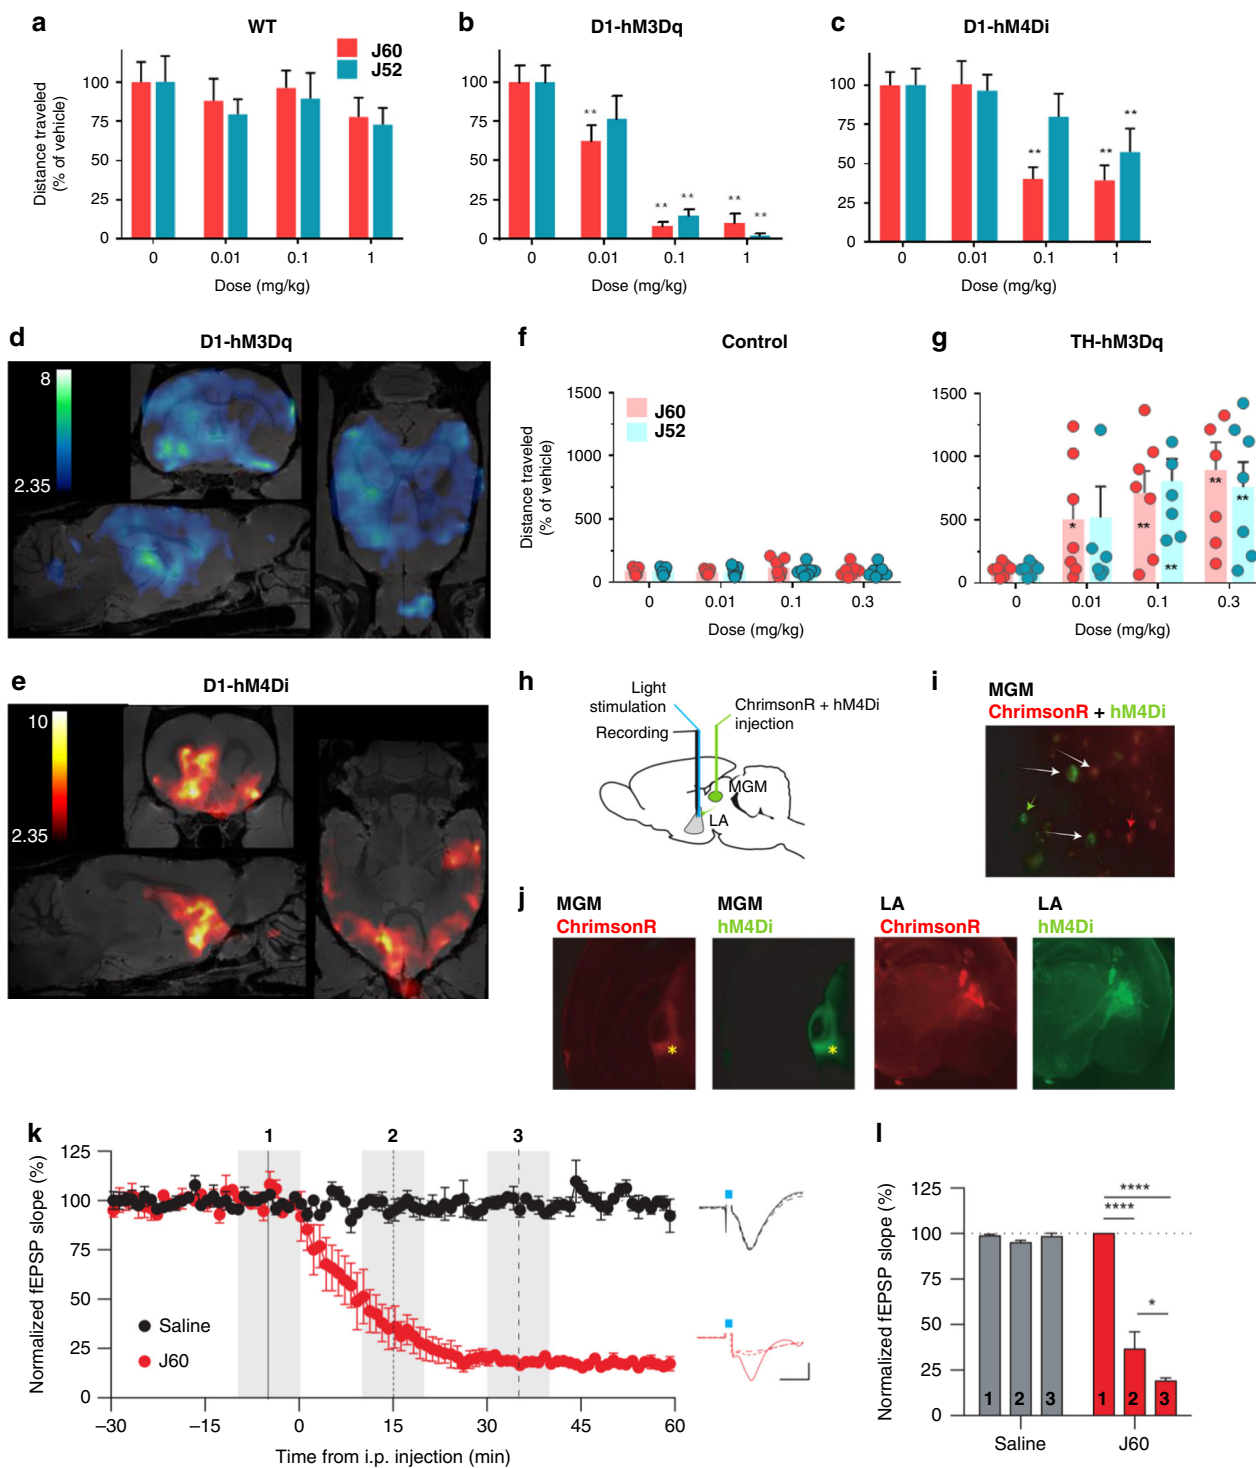 a
WT
J60
J52
Distance traveled
(% of vehicle)
100
75
50
25
0
0
0.01
0.1
1
Dose (mg/kg)
b
D1-hM3Dq
100
75
50
25
0
**
**
**
**
**
0
0.01
0.1
1
Dose (mg/kg)
c
D1-hM4Di
100
75
50
25
0
**
**
**
0
0.01
0.1
1
Dose (mg/kg)
d
D1-hM3Dq
8
2.35
e
D1-hM4Di
10
2.35
f
Control
J60
J52
Distance traveled
(% of vehicle)
1500
1000
500
0
0
0.01
0.1
0.3
Dose (mg/kg)
g
TH-hM3Dq
1500
1000
500
0
*
**
**
**
**
0
0.01
0.1
0.3
Dose (mg/kg)
h
Light
stimulation
Recording
ChrimsonR + hM4Di
injection
MGM
LA
i
MGM
ChrimsonR + hM4Di
j
MGM
ChrimsonR
*
MGM
hM4Di
*
LA
ChrimsonR
LA
hM4Di
k
Normalized fEPSP slope (%)
125
100
75
50
25
0
1
2
3
Saline
J60
–30
–15
0
15
30
45
60
Time from i.p. injection (min)
l
Normalized fEPSP slope (%)
125
100
75
50
25
0
****
****
*
1
2
3
1
2
3
Saline
J60